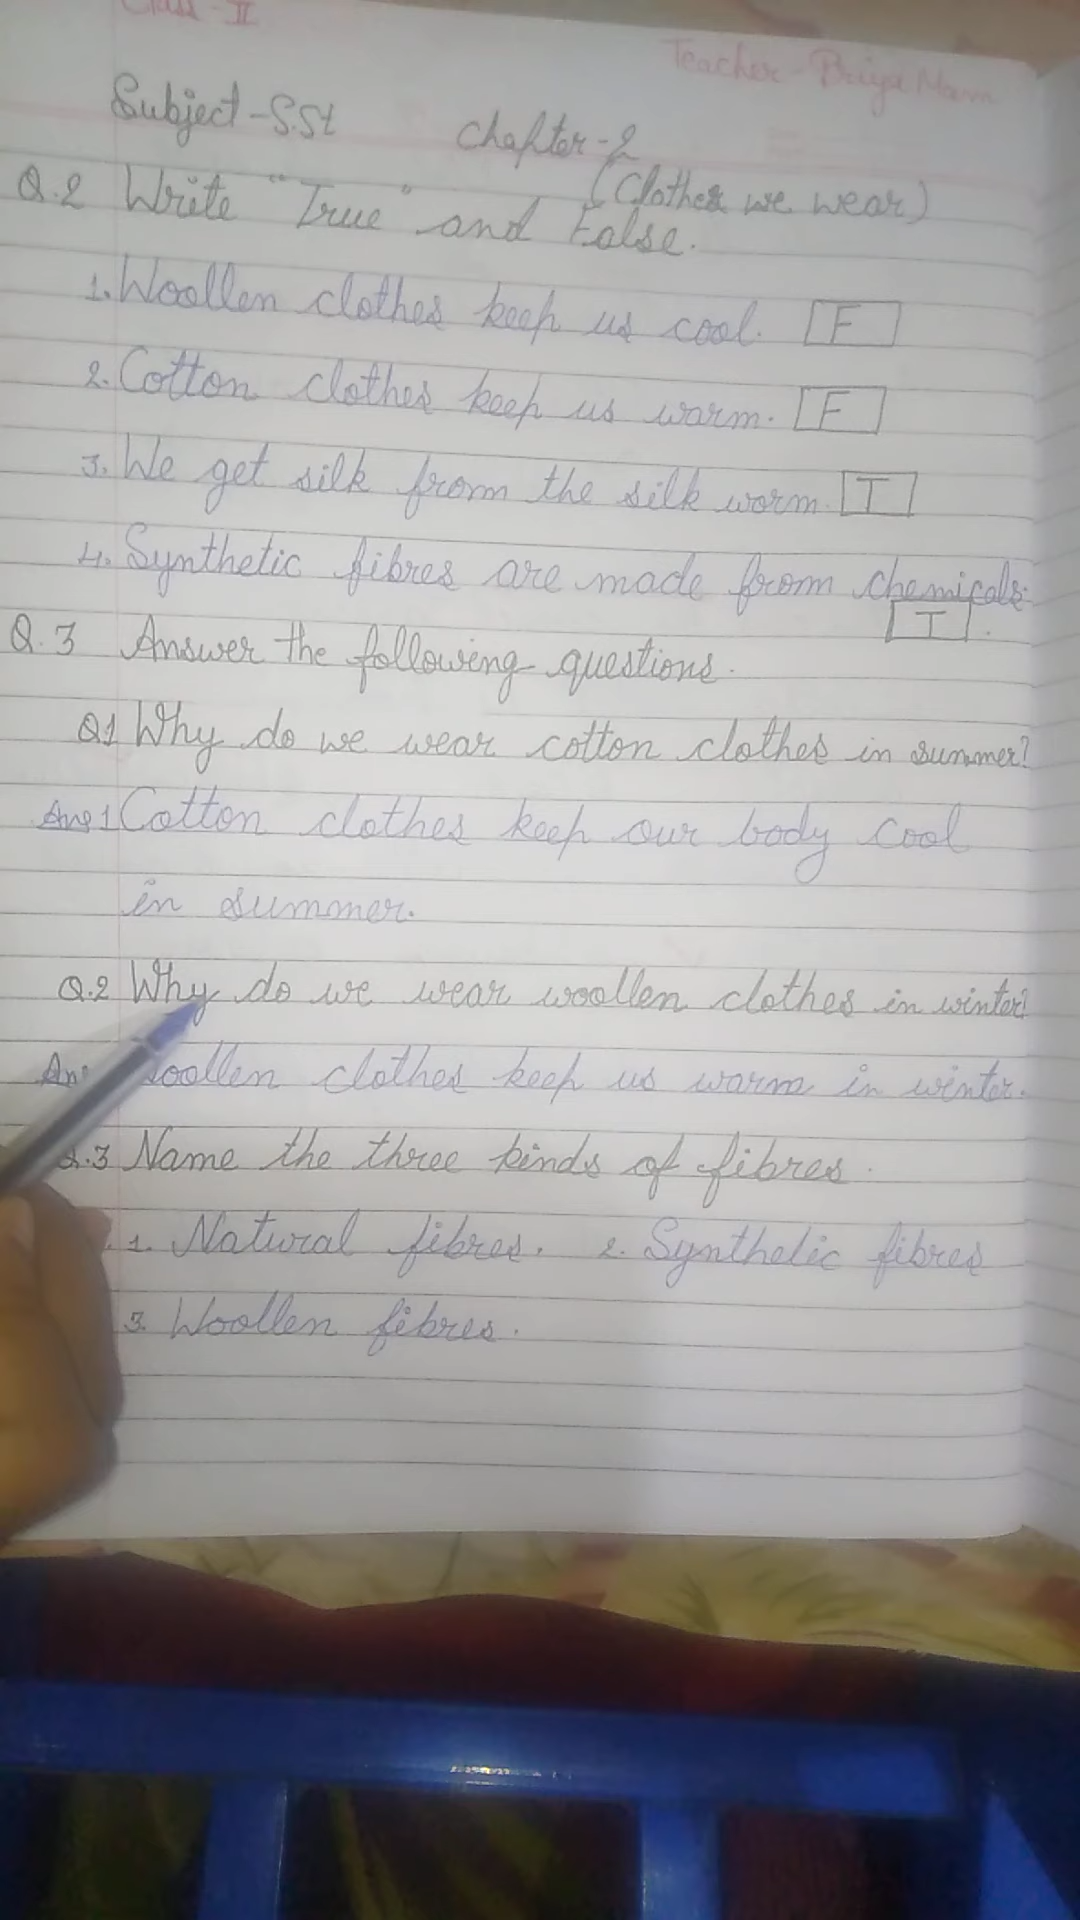 Class - II
Teacher - Priya Mam
Subject - S.St Chapter - 2
(Clothes we wear)
Q.2 Write "True" and False.
1. Woollen clothes keep us cool. F
2. Cotton clothes keep us warm. F
3. We get silk from the silk worm. T
4. Synthetic fibres are made from chemicals.
T.
Q.3 Answer the following questions.
Q1 Why do we wear cotton clothes in summer?
Ans 1 Cotton clothes keep our body cool
in summer.
Q.2 Why do we wear woollen clothes in winter?
An oollen clothes keep us warm in winter.
Q.3 Name the three kinds of fibres.
1. Natural fibres. 2. Synthetic fibres
3. Woollen fibres.